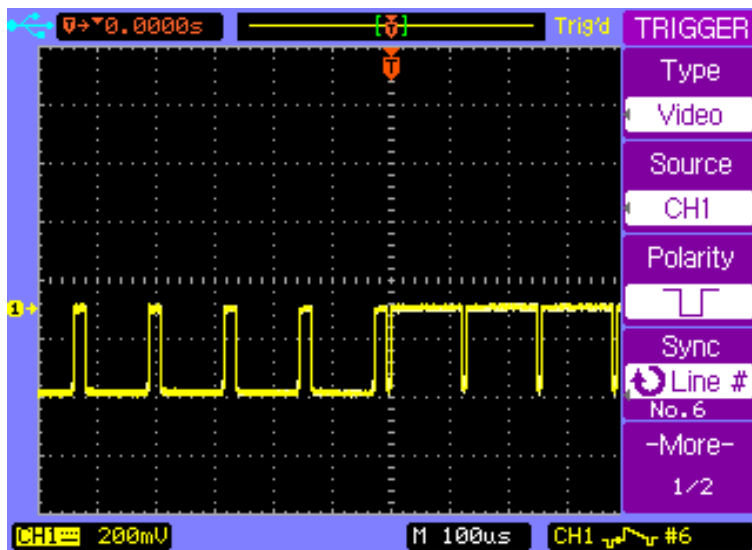 T→▼0.0000s [T] Trig'd TRIGGER
T
Type
Video
Source
CH1
Polarity
Sync
Line #
No.6
-More-
1/2
1→
CH1 200mV M 100us CH1 #6